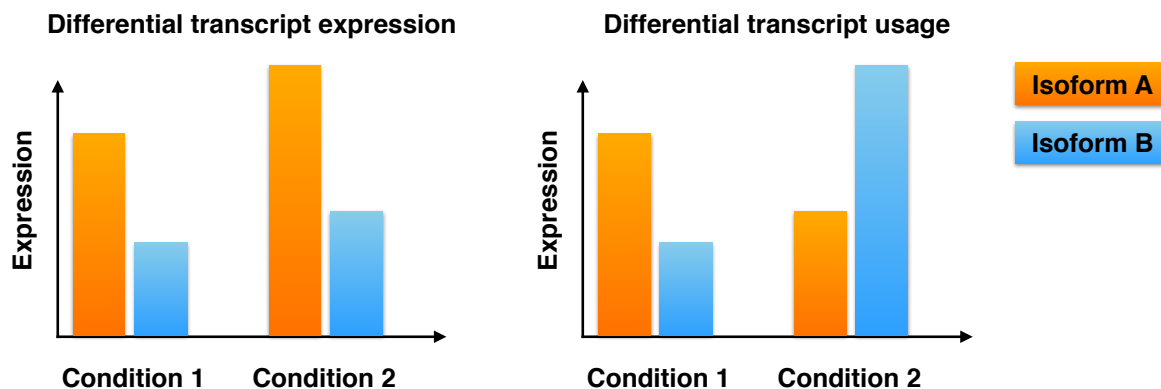 Differential transcript expression
Expression
Condition 1
Condition 2
Differential transcript usage
Expression
Condition 1
Condition 2
Isoform A
Isoform B